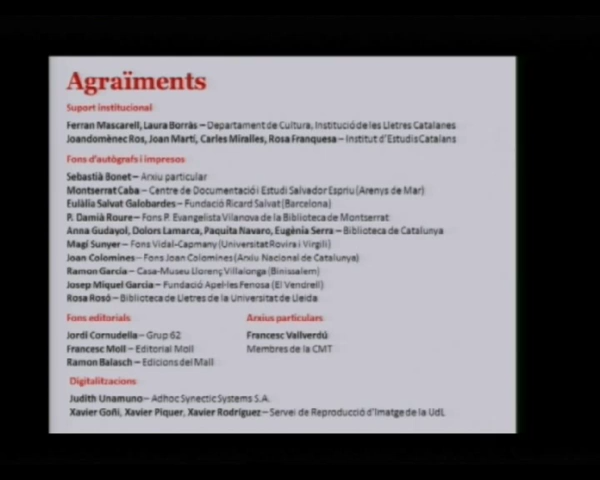 Agraïments
Suport institucional
Ferran Mascarell, Laura Borràs – Departament de Cultura, Institució de les Lletres Catalanes
Joandomènec Ros, Joan Martí, Carles Miralles, Rosa Franquesa – Institut d'Estudis Catalans
Fons d'autògrafs i impresos
Sebastià Bonet – Arxiu particular
Montserrat Caba – Centre de Documentació i Estudi Salvador Espriu (Arenys de Mar)
Eulàlia Salvat Golobardes – Fundació Ricard Salvat (Barcelona)
P. Damià Roure – Fons P. Evangelista Vilanova de la Biblioteca de Montserrat
Anna Gudayol, Dolors Lamarca, Paquita Navaro, Eugènia Serra – Biblioteca de Catalunya
Magí Sunyer – Fons Vidal-Capmany (Universitat Rovira i Virgili)
Joan Colomines – Fons Joan Colomines (Arxiu Nacional de Catalunya)
Ramon Garcia – Casa-Museu Llorenç Villalonga (Binissalem)
Josep Miquel Garcia – Fundació Apel·les Fenosa (El Vendrell)
Rosa Rosó – Biblioteca de Lletres de la Universitat de Lleida
Fons editorials
Jordi Cornudella – Grup 62
Francesc Moll – Editorial Moll
Ramon Balasch – Edicions del Mall
Arxius particulars
Francesc Vallverdú
Membres de la CMT
Digitalitzacions
Judith Unamuno – Adhoc Synectic Systems S.A.
Xavier Goñi, Xavier Piquer, Xavier Rodríguez – Servei de Reproducció d'Imatge de la UdL